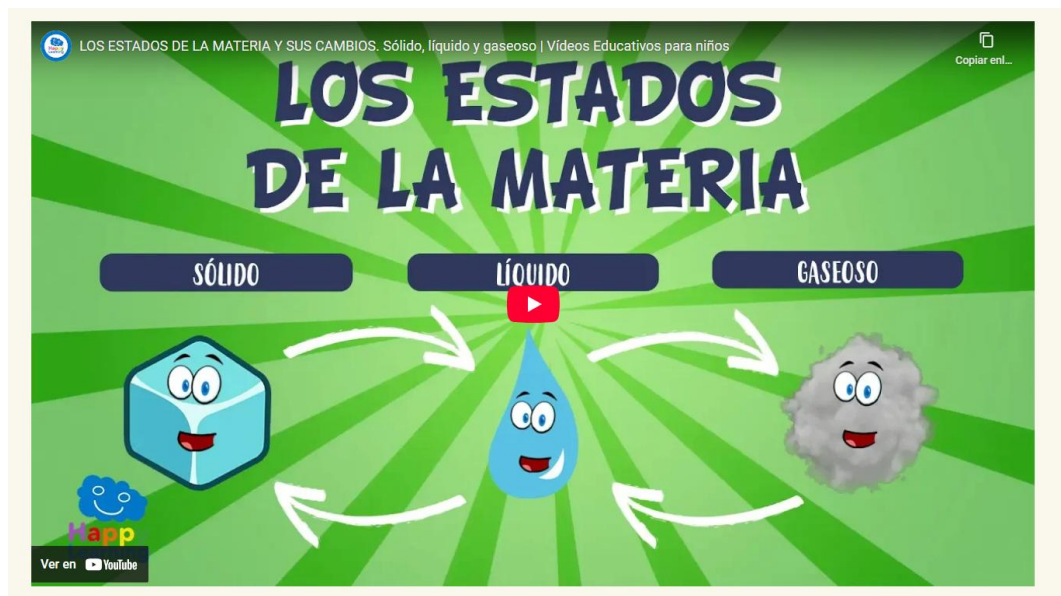 LOS ESTADOS DE LA MATERIA Y SUS CAMBIOS. Sólido, líquido y gaseoso | Vídeos Educativos para niños
Copiar enl...
LOS ESTADOS
DE LA MATERIA
SÓLIDO
LÍQUIDO
GASEOSO
Happ
Ver en YouTube